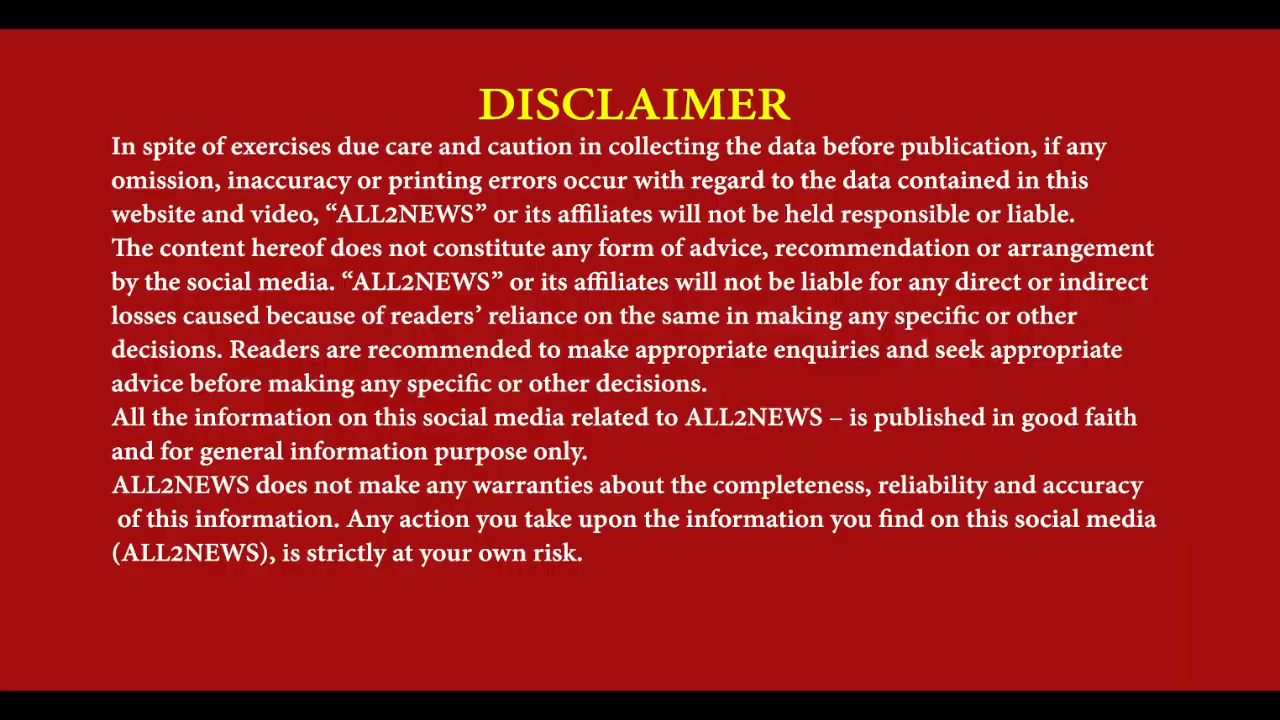 DISCLAIMER
In spite of exercises due care and caution in collecting the data before publication, if any
omission, inaccuracy or printing errors occur with regard to the data contained in this
website and video, “ALL2NEWS” or its affiliates will not be held responsible or liable.
The content hereof does not constitute any form of advice, recommendation or arrangement
by the social media. “ALL2NEWS” or its affiliates will not be liable for any direct or indirect
losses caused because of readers’ reliance on the same in making any specific or other
decisions. Readers are recommended to make appropriate enquiries and seek appropriate
advice before making any specific or other decisions.
All the information on this social media related to ALL2NEWS – is published in good faith
and for general information purpose only.
ALL2NEWS does not make any warranties about the completeness, reliability and accuracy
of this information. Any action you take upon the information you find on this social media
(ALL2NEWS), is strictly at your own risk.